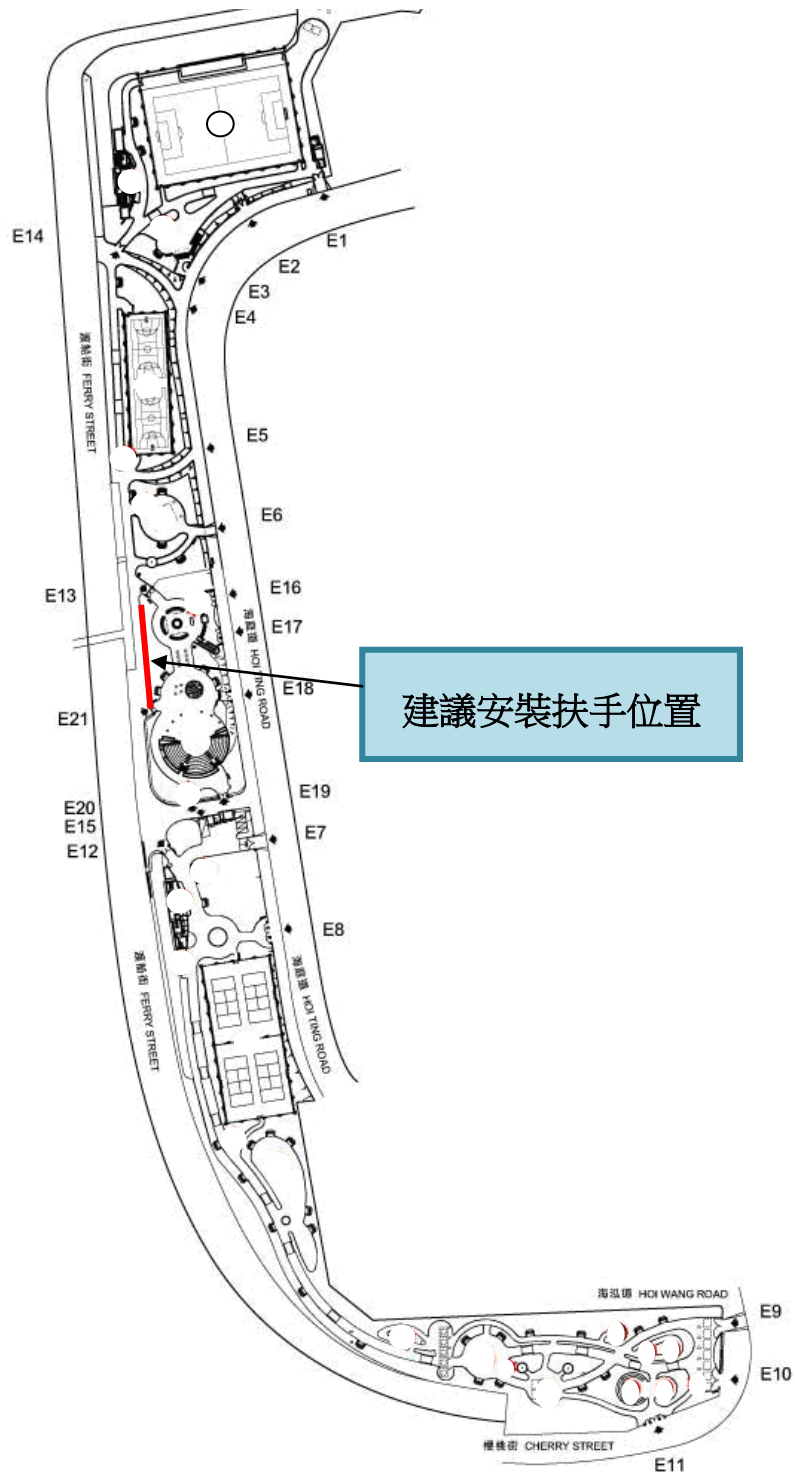 E1
E14
E2
E3
E4
渡船街 FERRY STREET
E5
E6
E16
E13
海庭道 HOI TING ROAD
E17
E18
建議安裝扶手位置
E21
E19
E20
E15
E7
E12
E8
渡船街 FERRY STREET
海庭道 HOI TING ROAD
海泓道 HOI WANG ROAD
E9
E10
櫻桃街 CHERRY STREET
E11